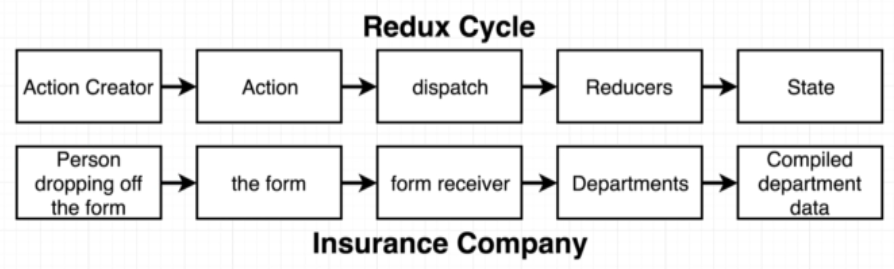 Redux Cycle
Action Creator
Action
dispatch
Reducers
State
Person
dropping off
the form
the form
form receiver
Departments
Compiled
department
data
Insurance Company